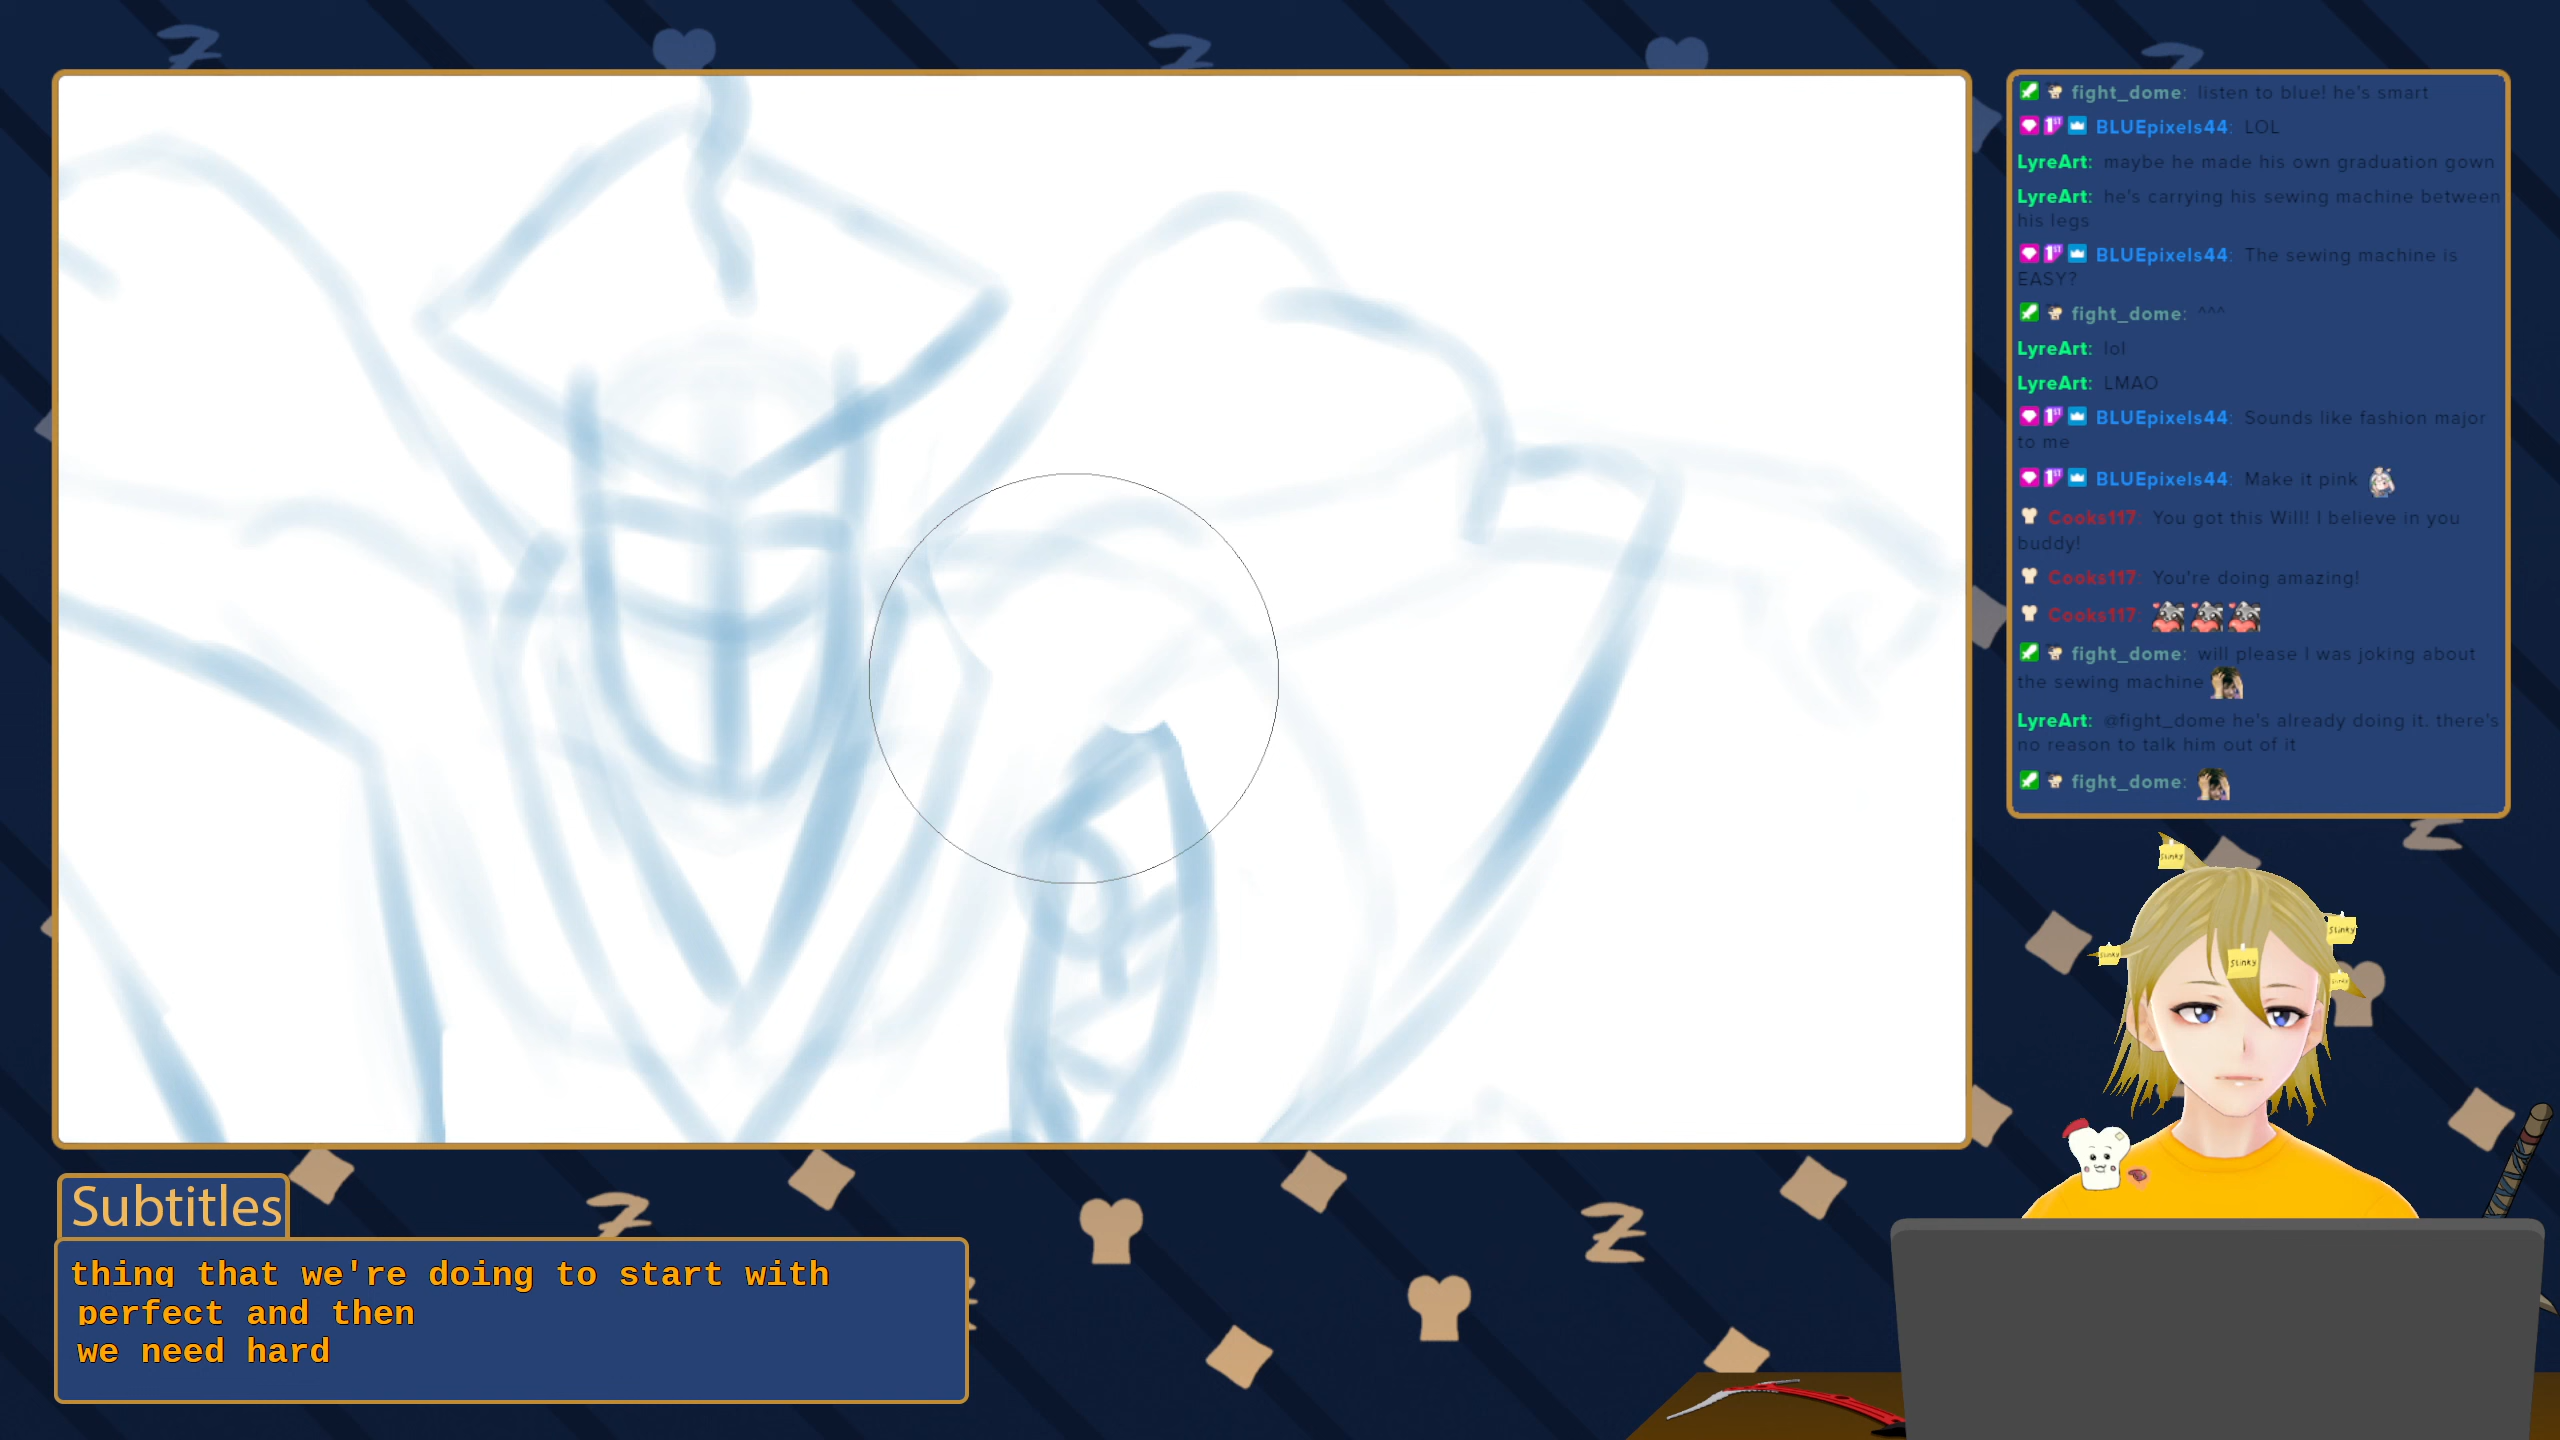 fight_dome: listen to blue! he's smart
BLUEpixels44: LOL
LyreArt: maybe he made his own graduation gown
LyreArt: he's carrying his sewing machine between
his legs
BLUEpixels44: The sewing machine is
EASY?
fight_dome: ^^^
LyreArt: lol
LyreArt: LMAO
BLUEpixels44: Sounds like fashion major
to me
BLUEpixels44: Make it pink
Cooks117: You got this Will! I believe in you
buddy!
Cooks117: You're doing amazing!
Cooks117:
fight_dome: will please I was joking about
the sewing machine
LyreArt: @fight_dome he's already doing it. there's
no reason to talk him out of it
fight_dome:
Slinky
Slinky
Slinky
Slinky
Slinky
Subtitles
thing that we're doing to start with
perfect and then
we need hard